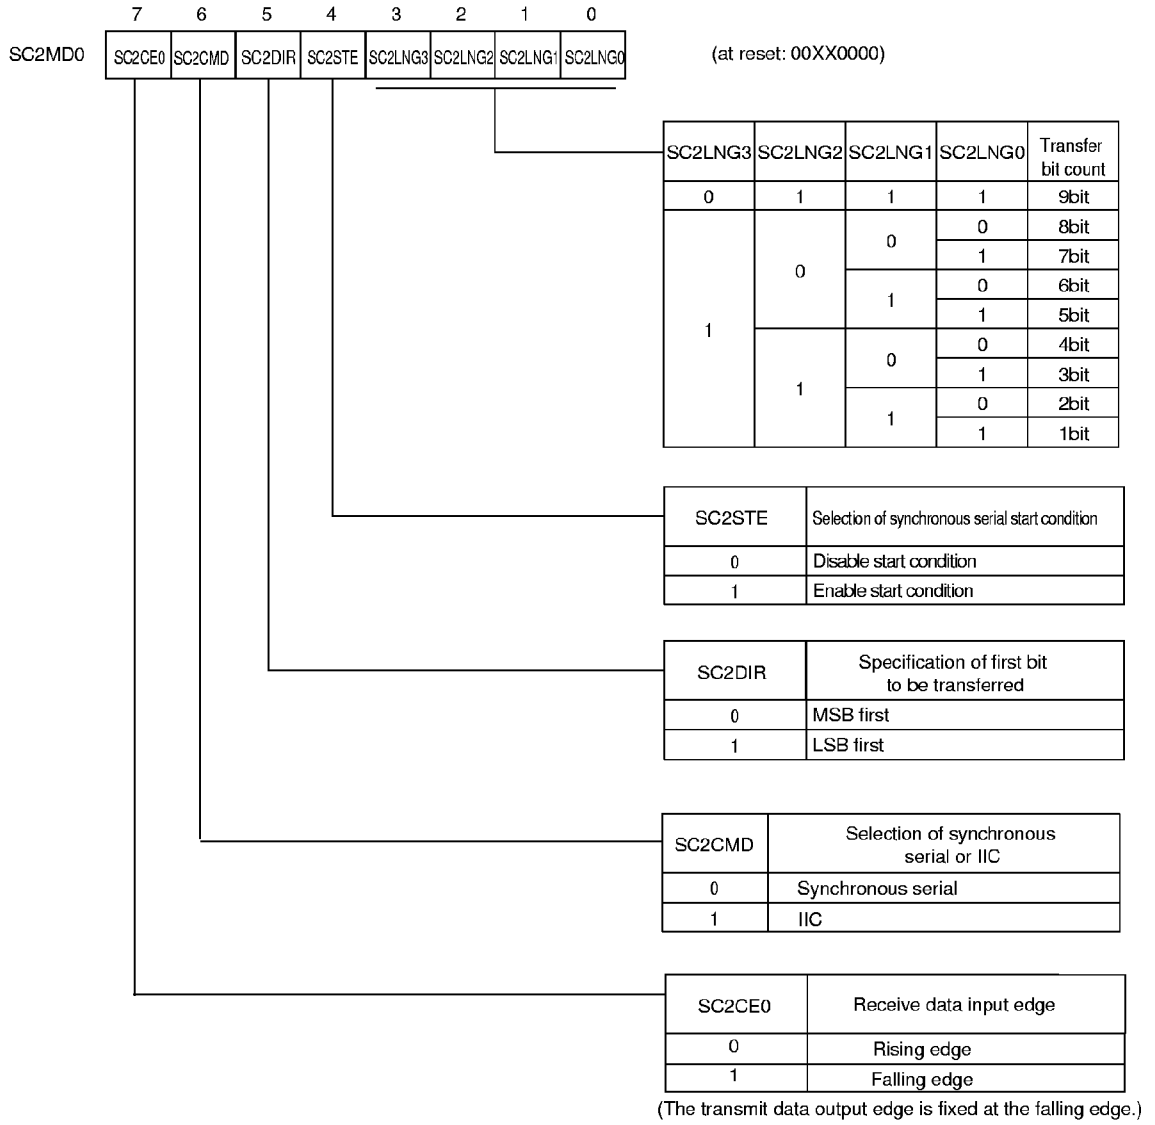 7 6 5 4 3 2 1 0
SC2MD0 SC2CE0 SC2CMD SC2DIR SC2STE SC2LNG3 SC2LNG2 SC2LNG1 SC2LNG0 (at reset: 00XX0000)
SC2LNG3 SC2LNG2 SC2LNG1 SC2LNG0 Transfer
bit count
0 1 1 1 9bit
1 0 0 0 8bit
1 7bit
1 0 6bit
1 5bit
1 0 0 4bit
1 3bit
1 0 2bit
1 1bit
SC2STE Selection of synchronous serial start condition
0 Disable start condition
1 Enable start condition
SC2DIR Specification of first bit
to be transferred
0 MSB first
1 LSB first
SC2CMD Selection of synchronous
serial or IIC
0 Synchronous serial
1 IIC
SC2CE0 Receive data input edge
0 Rising edge
1 Falling edge
(The transmit data output edge is fixed at the falling edge.)